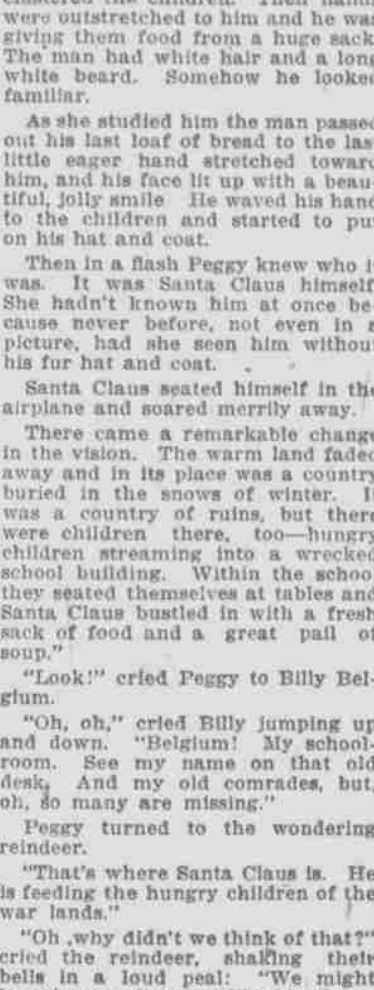 were outstretched to him and he was
giving them food from a huge sack
The man had white hair and a long
white beard. Somehow he looked
familiar.
As she studied him the man passed
out his last loaf of bread to the las
little eager hand stretched toward
him, and his face lit up with a beau-
tiful, jolly smile He waved his hand
to the children and started to pu
on his hat and coat.
Then in a flash Peggy knew who i
was. It was Santa Claus himself
She hadn't known him at once be-
cause never before, not even in a
picture, had she seen him withou
his fur hat and coat.
Santa Claus seated himself in the
airplane and soared merrily away.
There came a remarkable change
in the vision. The warm land faded
away and in its place was a country
buried in the snows of winter. I
was a country of ruins, but there
were children there, too—hungry
children streaming into a wrecked
school building. Within the schoo
they seated themselves at tables and
Santa Claus bustled in with a fresh
sack of food and a great pail of
soup."
"Look!" cried Peggy to Billy Bel-
gium.
"Oh, oh," cried Billy jumping up
and down. "Belgium! My school-
room. See my name on that old
desk. And my old comrades, but,
oh, so many are missing."
Peggy turned to the wondering
reindeer.
"That's where Santa Claus is. He
is feeding the hungry children of the
war lands."
"Oh ,why didn't we think of that?"
cried the reindeer, shaking their
bells in a loud peal: "We might